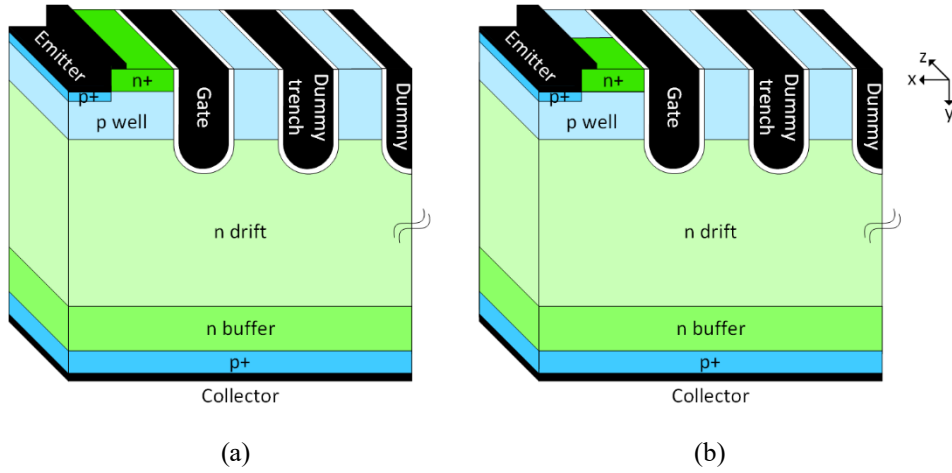 Emitter
n+
p+
p well
Gate
Dummy
trench
Dummy
n drift
n buffer
p+
Collector
(a)
Emitter
n+
p+
p well
Gate
Dummy
trench
Dummy
n drift
n buffer
p+
Collector
(b)
z
x
y